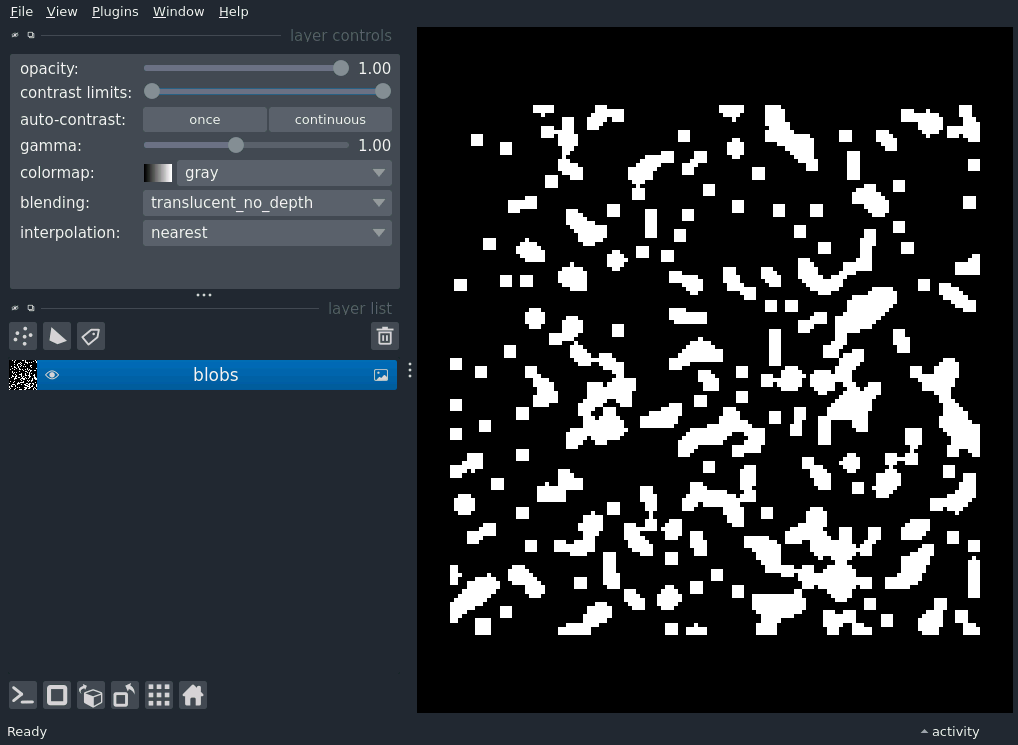 File View Plugins Window Help
layer controls
opacity: 1.00
contrast limits:
auto-contrast: once continuous
gamma: 1.00
colormap: gray
blending: translucent_no_depth
interpolation: nearest
layer list
blobs
Ready activity